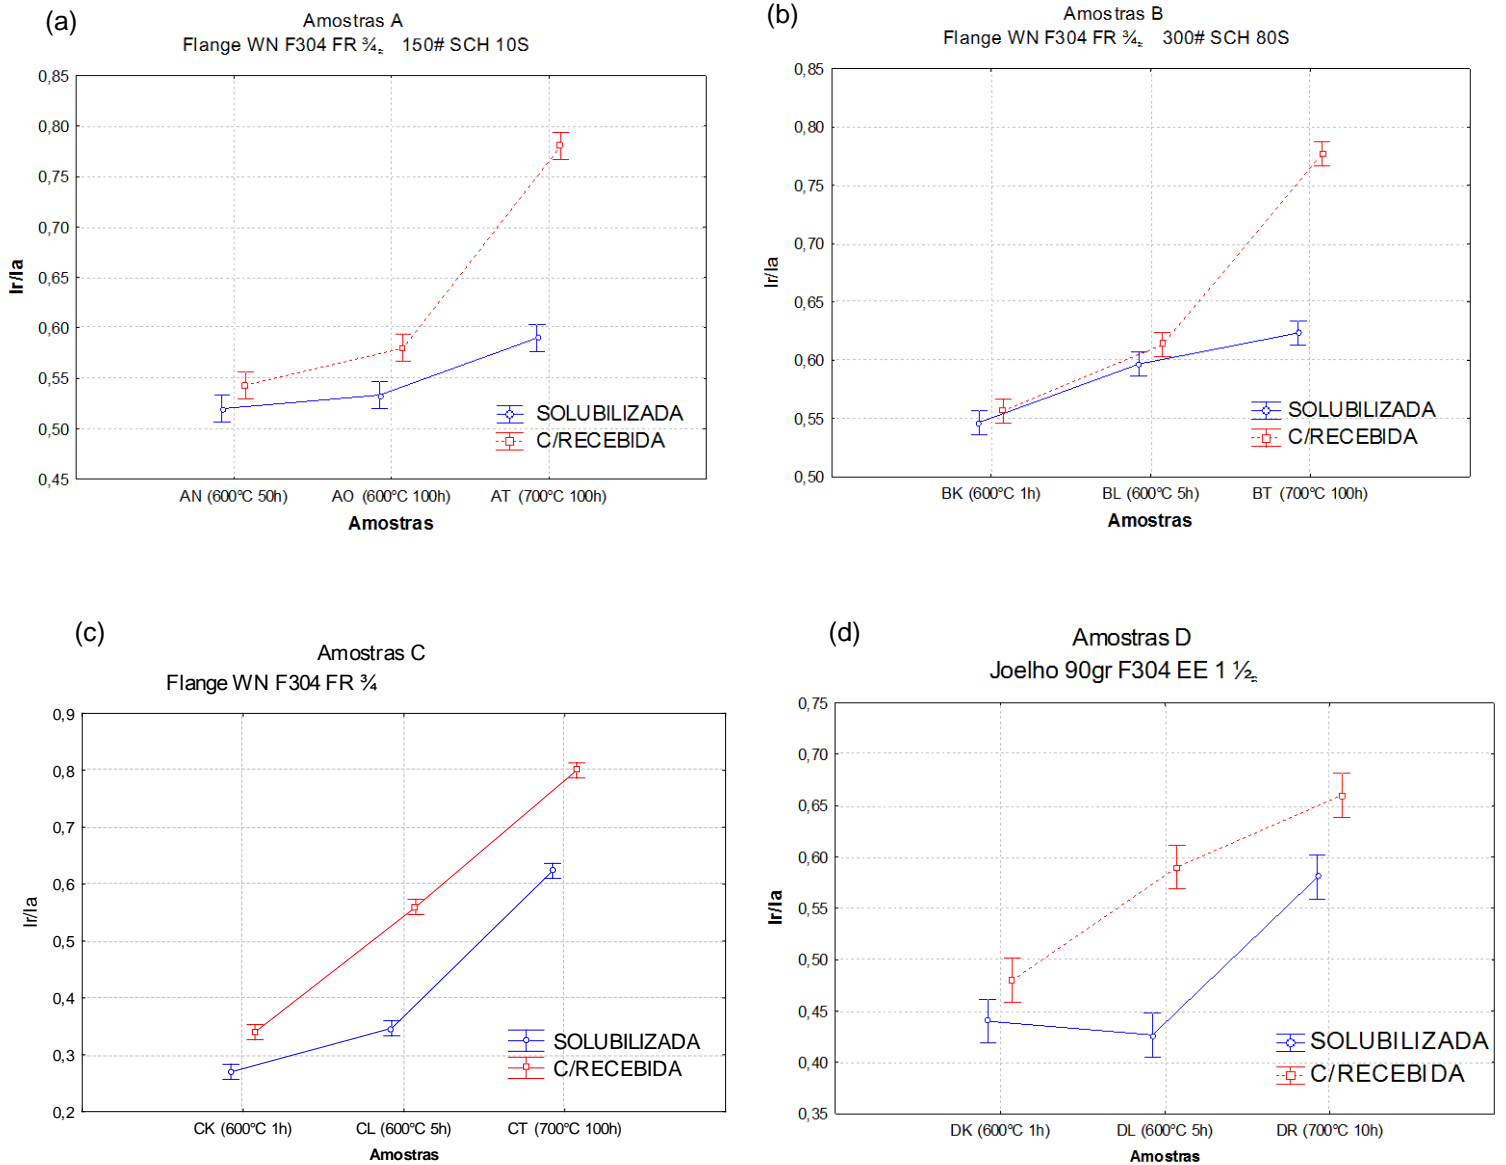 (a)
Amostras A
Flange WN F304 FR ¾ 150# SCH 10S
0,85
0,80
0,75
0,70
0,65
0,60
0,55
0,50
0,45
Ir/Ia
SOLUBILIZADA
C/RECEBIDA
AN (600°C 50h) AO (600°C 100h) AT (700°C 100h)
Amostras
(b)
Amostras B
Flange WN F304 FR ¾ 300# SCH 80S
0,85
0,80
0,75
0,70
0,65
0,60
0,55
0,50
Ir/Ia
SOLUBILIZADA
C/RECEBIDA
BK (600°C 1h) BL (600°C 5h) BT (700°C 100h)
Amostras
(c)
Amostras C
Flange WN F304 FR ¾
0,9
0,8
0,7
0,6
0,5
0,4
0,3
0,2
Ir/Ia
SOLUBILIZADA
C/RECEBIDA
CK (600°C 1h) CL (600°C 5h) CT (700°C 100h)
Amostras
(d)
Amostras D
Joelho 90gr F304 EE 1 ½
0,75
0,70
0,65
0,60
0,55
0,50
0,45
0,40
0,35
Ir/Ia
SOLUBILIZADA
C/RECEBIDA
DK (600°C 1h) DL (600°C 5h) DR (700°C 10h)
Amostras